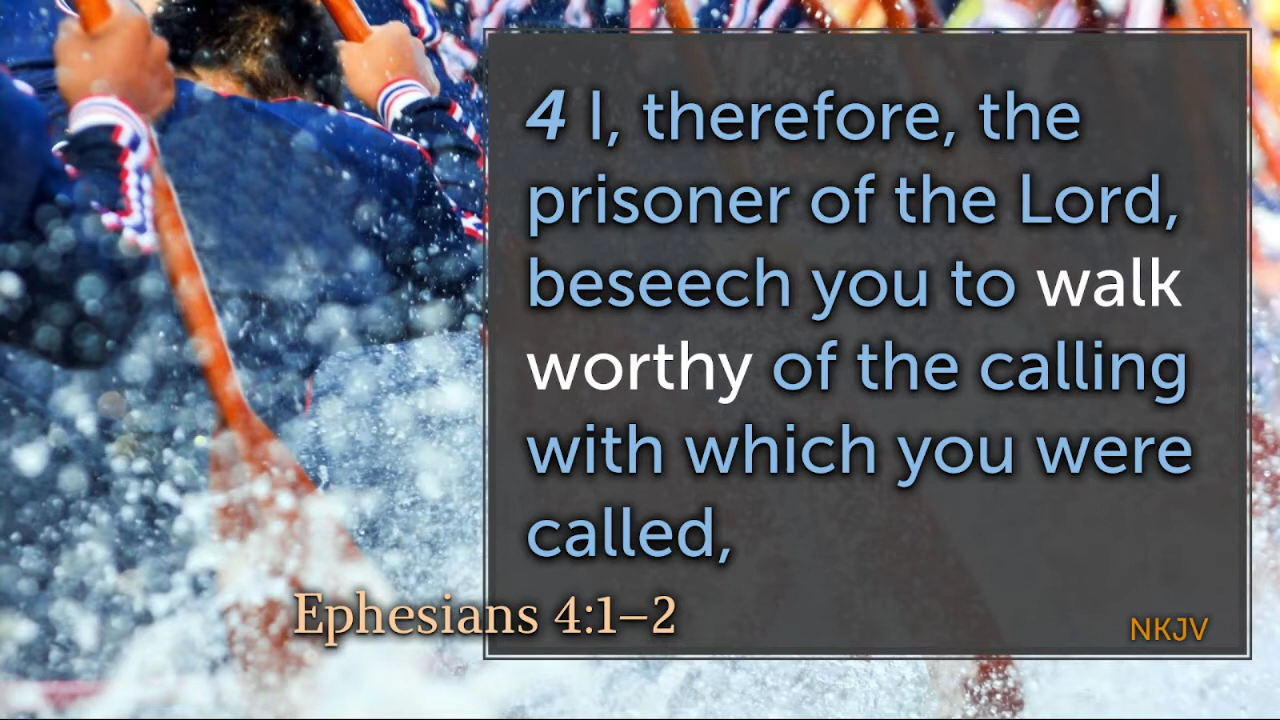 4 I, therefore, the
prisoner of the Lord,
beseech you to walk
worthy of the calling
with which you were
called,
Ephesians 4:1–2
NKJV